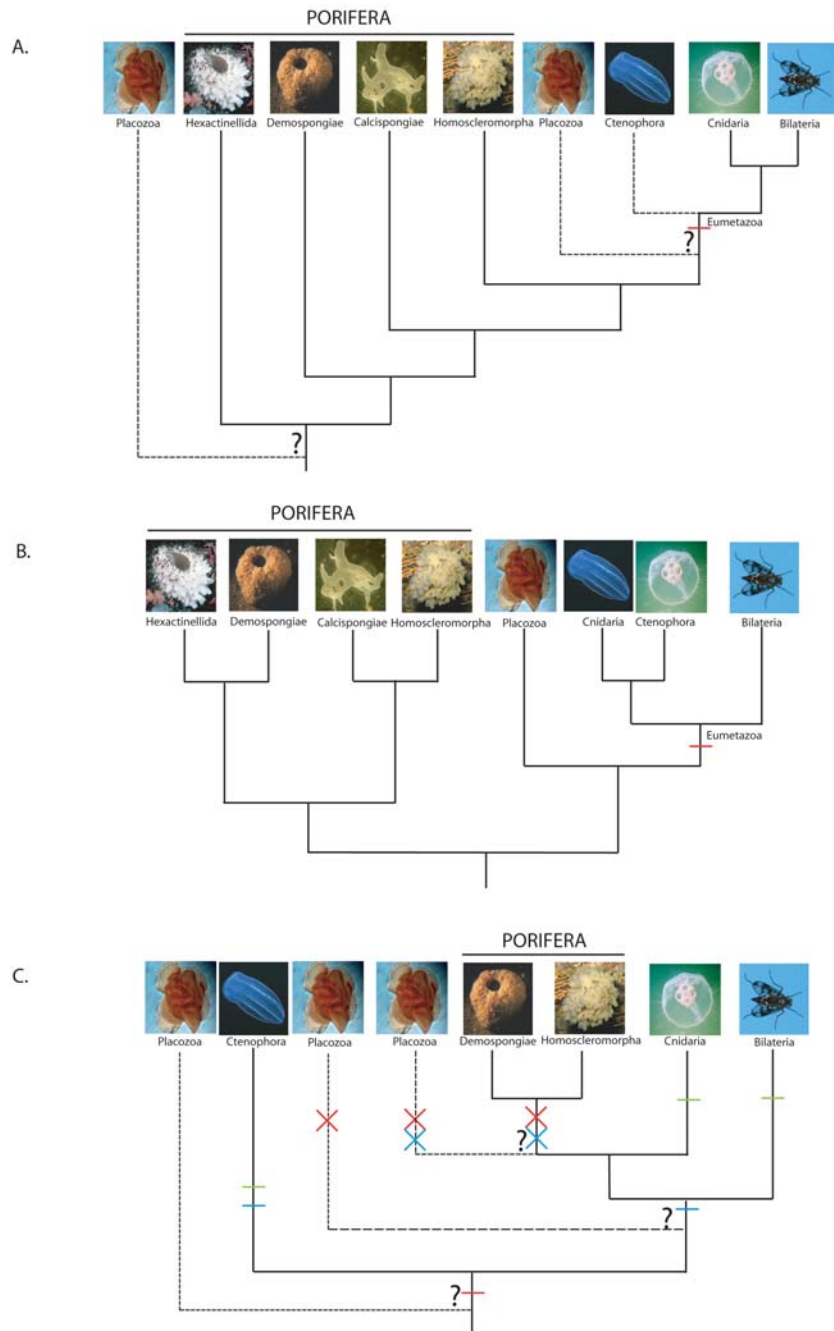 PORIFERA
A.
Placozoa Hexactinellida Demospongiae Calcispongiae Homoscleromorpha Placozoa Ctenophora Cnidaria Bilateria
Eumetazoa
?
?
PORIFERA
B.
Hexactinellida Demospongiae Calcispongiae Homoscleromorpha Placozoa Cnidaria Ctenophora Bilateria
Eumetazoa
PORIFERA
C.
Placozoa Ctenophora Placozoa Placozoa Demospongiae Homoscleromorpha Cnidaria Bilateria
?
?
?